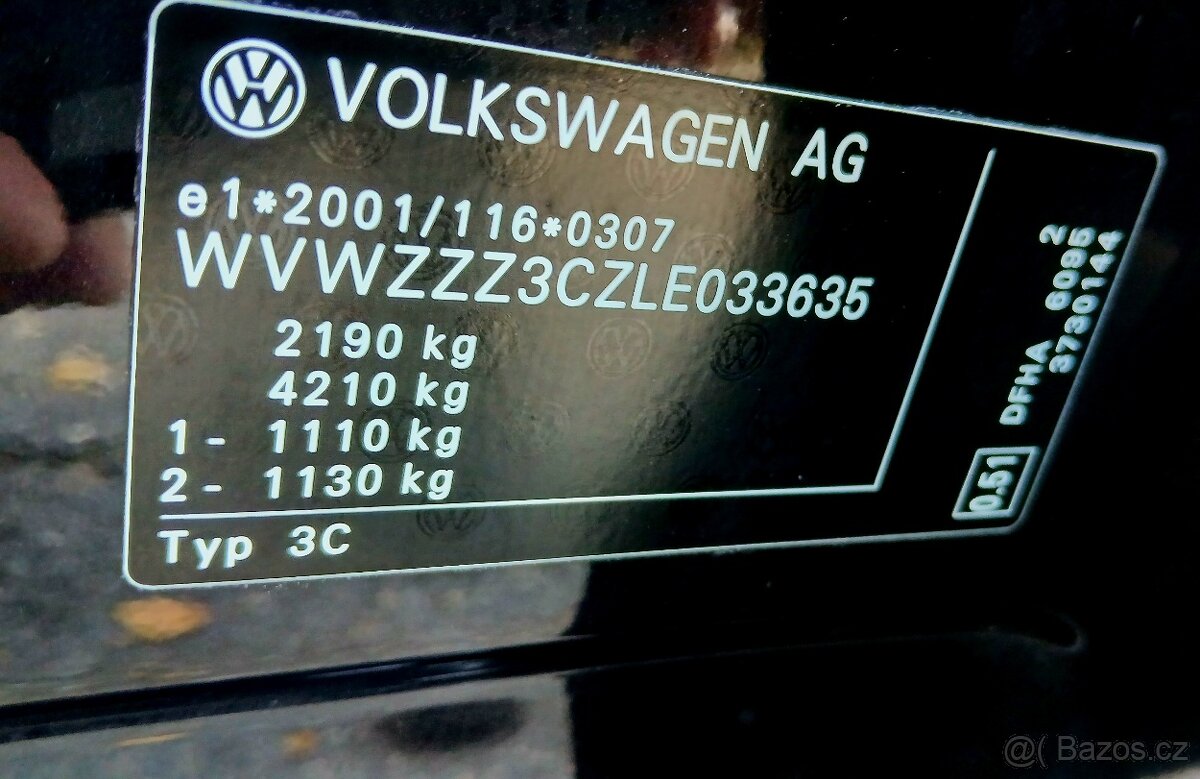 VOLKSWAGEN AG
e1*2001/116*0307
WVWZZZ3CZLE033635
2190 kg
4210 kg
1- 1110 kg
2- 1130 kg
Typ 3C
0.51
DFHA 6095 2
3730144
@( Bazos.cz